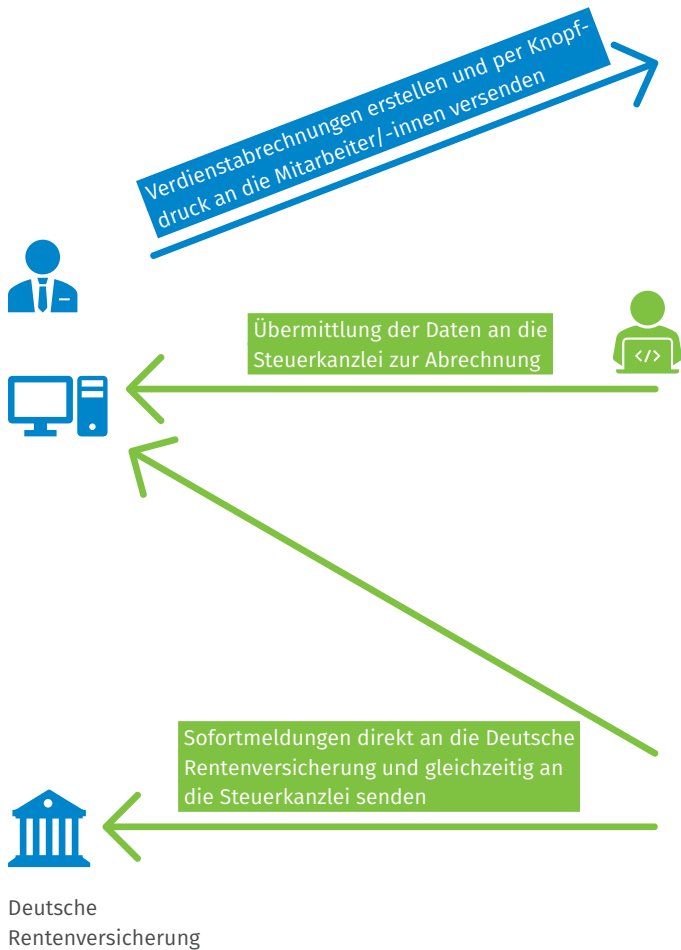 Verdienstabrechnungen erstellen und per Knopf-
druck an die Mitarbeiter/-innen versenden
Übermittlung der Daten an die
Steuerkanzlei zur Abrechnung
</>
Sofortmeldungen direkt an die Deutsche
Rentenversicherung und gleichzeitig an
die Steuerkanzlei senden
Deutsche
Rentenversicherung